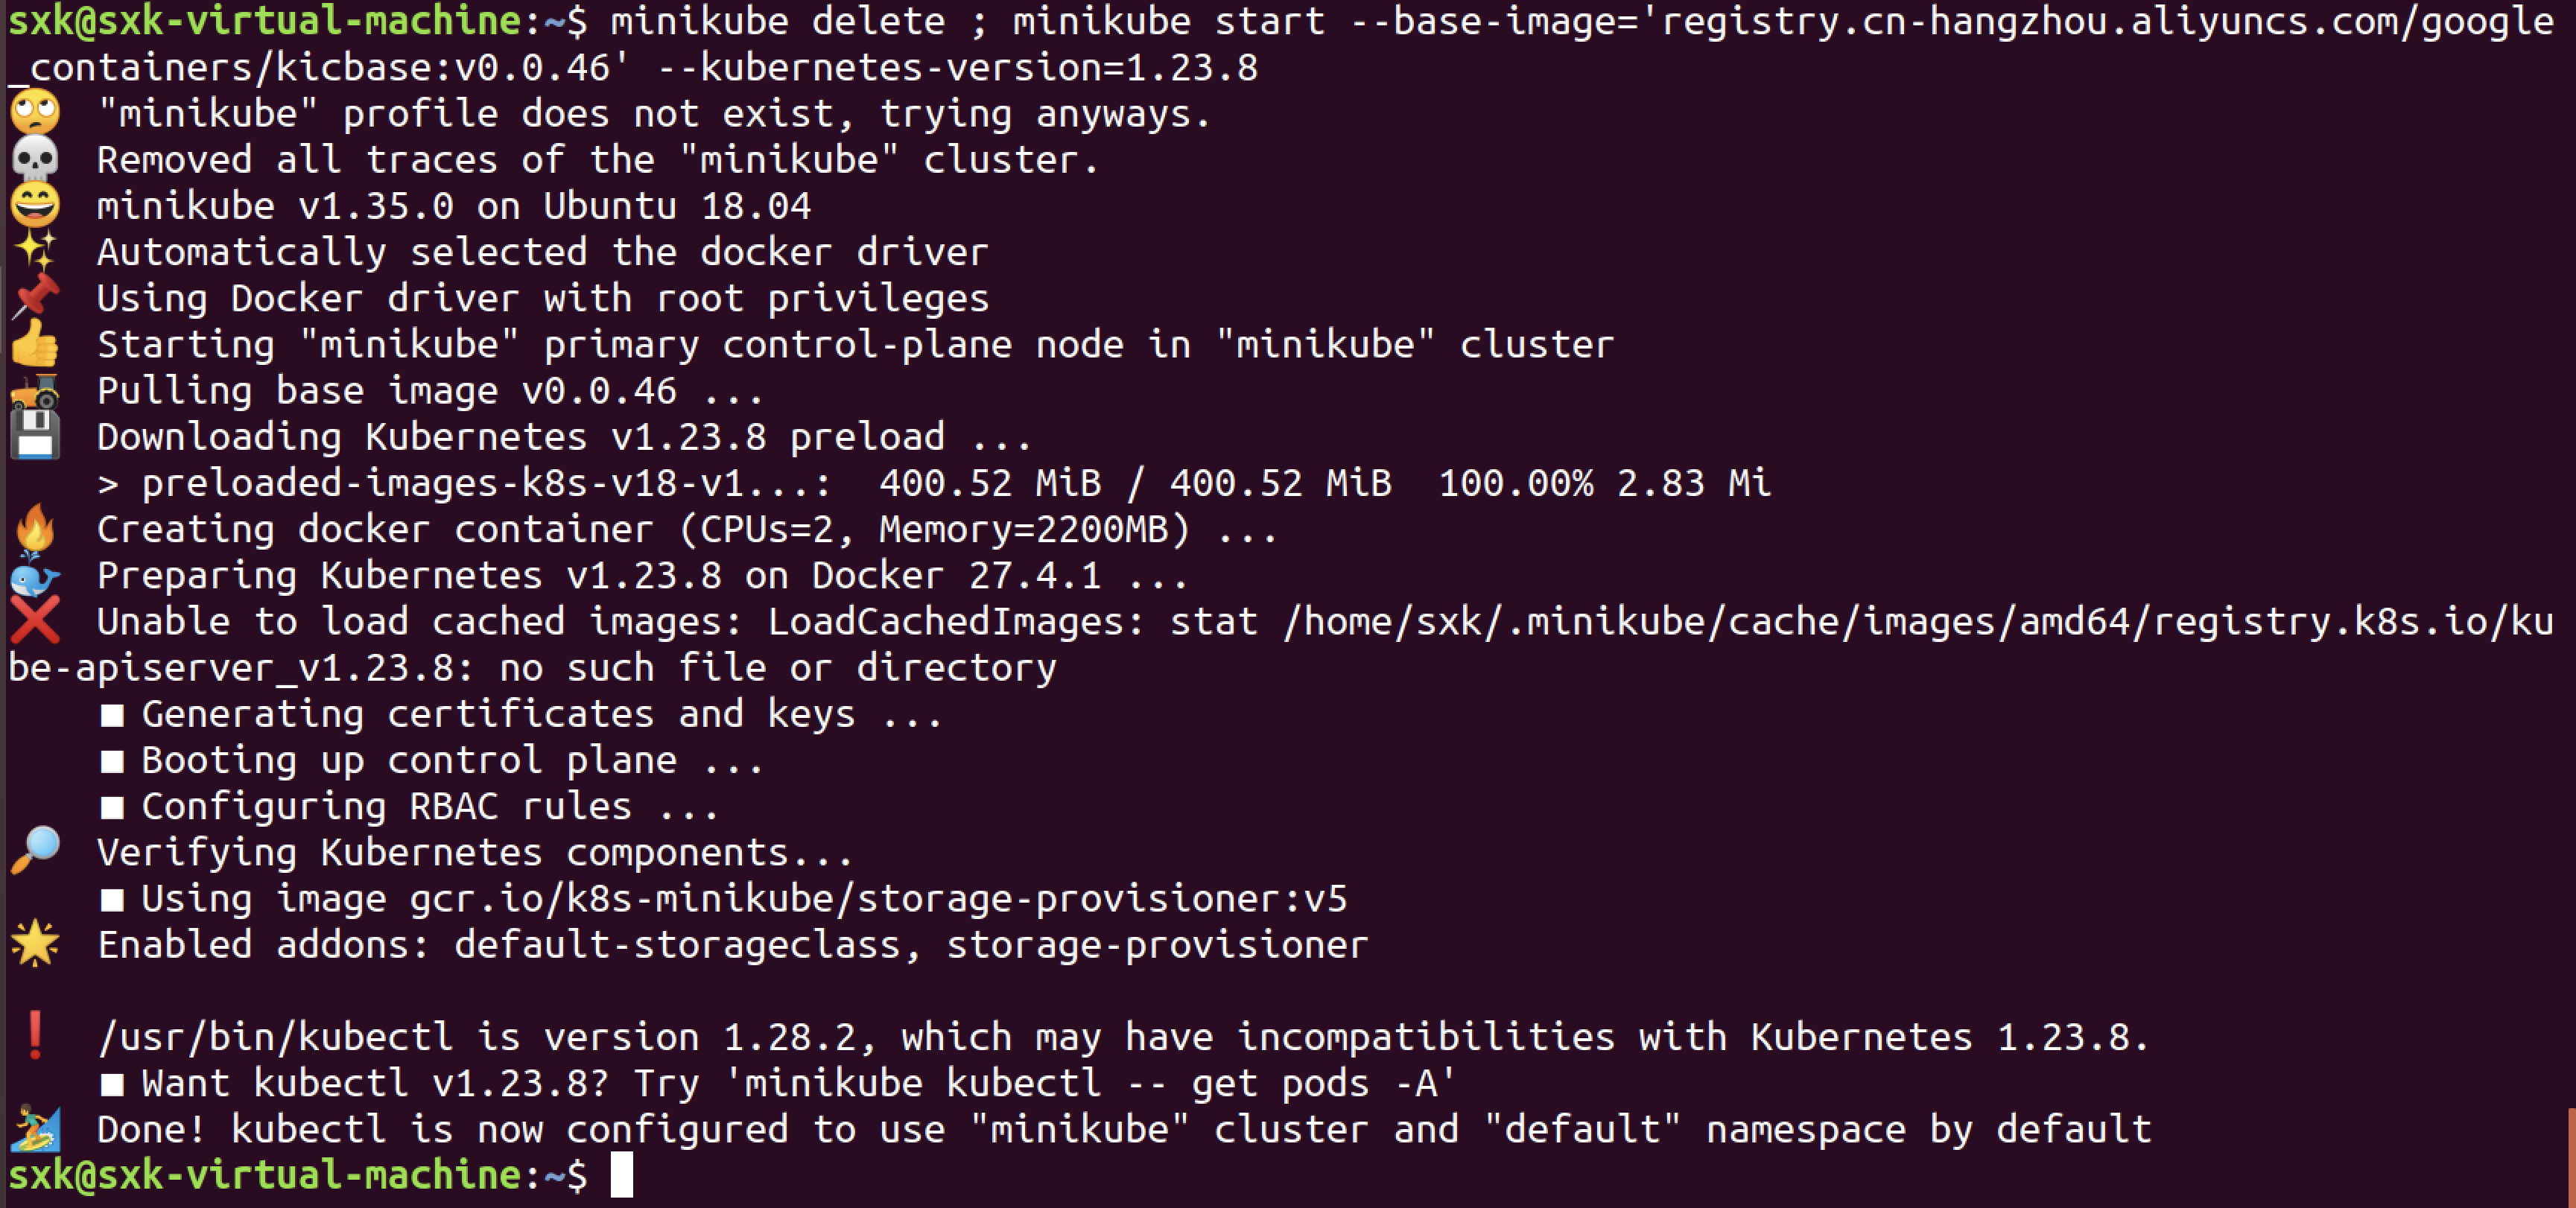 sxk@sxk-virtual-machine:~$ minikube delete ; minikube start --base-image='registry.cn-hangzhou.aliyuncs.com/google
_containers/kicbase:v0.0.46' --kubernetes-version=1.23.8
🙄  "minikube" profile does not exist, trying anyways.
💀  Removed all traces of the "minikube" cluster.
😄  minikube v1.35.0 on Ubuntu 18.04
✨  Automatically selected the docker driver
📌  Using Docker driver with root privileges
👍  Starting "minikube" primary control-plane node in "minikube" cluster
🚜  Pulling base image v0.0.46 ...
💾  Downloading Kubernetes v1.23.8 preload ...
    > preloaded-images-k8s-v18-v1...:  400.52 MiB / 400.52 MiB  100.00% 2.83 Mi
🔥  Creating docker container (CPUs=2, Memory=2200MB) ...
🐳  Preparing Kubernetes v1.23.8 on Docker 27.4.1 ...
❌  Unable to load cached images: LoadCachedImages: stat /home/sxk/.minikube/cache/images/amd64/registry.k8s.io/ku
be-apiserver_v1.23.8: no such file or directory
    ■ Generating certificates and keys ...
    ■ Booting up control plane ...
    ■ Configuring RBAC rules ...
🔎  Verifying Kubernetes components...
    ■ Using image gcr.io/k8s-minikube/storage-provisioner:v5
🌟  Enabled addons: default-storageclass, storage-provisioner
❗  /usr/bin/kubectl is version 1.28.2, which may have incompatibilities with Kubernetes 1.23.8.
    ■ Want kubectl v1.23.8? Try 'minikube kubectl -- get pods -A'
🏄  Done! kubectl is now configured to use "minikube" cluster and "default" namespace by default
sxk@sxk-virtual-machine:~$